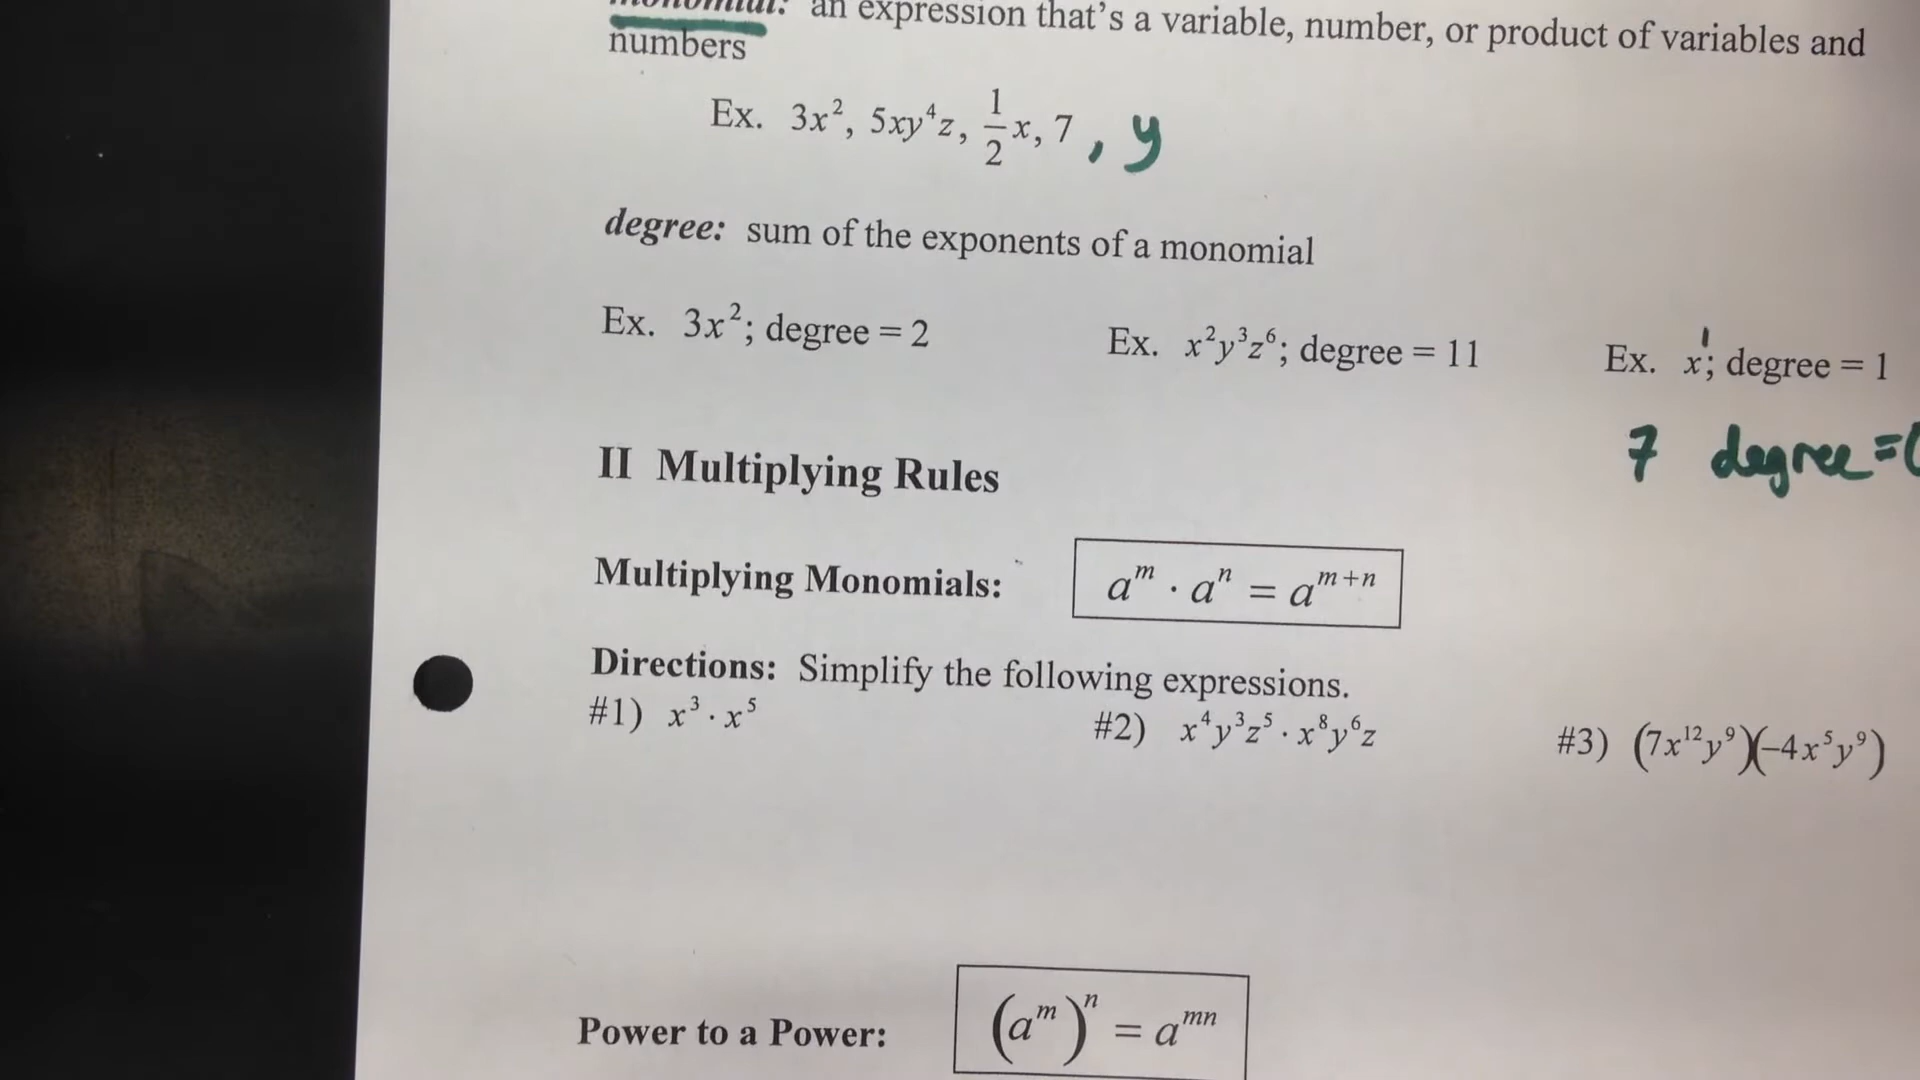 monomial: an expression that's a variable, number, or product of variables and
numbers
Ex. 3x², 5xy⁴z, 1/2 x, 7 , y
degree: sum of the exponents of a monomial
Ex. 3x²; degree = 2 Ex. x²y³z⁶; degree = 11 Ex. x¹; degree = 1
7 degree =
II Multiplying Rules
Multiplying Monomials: aᵐ · aⁿ = aᵐ⁺ⁿ
Directions: Simplify the following expressions.
#1) x³ · x⁵ #2) x⁴y³z⁵ · x⁸y⁶z #3) (7x¹²y⁹)(–4x⁵y⁹)
Power to a Power: (aᵐ)ⁿ = aᵐⁿ